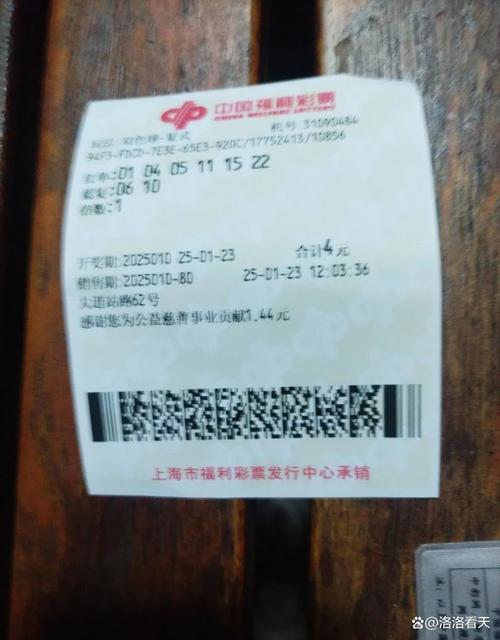 中国福利彩票
CHINA WELFARE LOTTERY
玩法:双色球-复式
机号:31090484
94F3-FDCD-7E3E-65E3-920C/17752413/10856
红单:01 04 05 11 15 22
蓝复:06 10
倍数:1
开奖期:2025010 25-01-23 合计4元
销售期:2025010-80 25-01-23 12:03:36
大道站路62号
感谢您为公益慈善事业贡献1.44元
上海市福利彩票发行中心承销
@洛洛看天